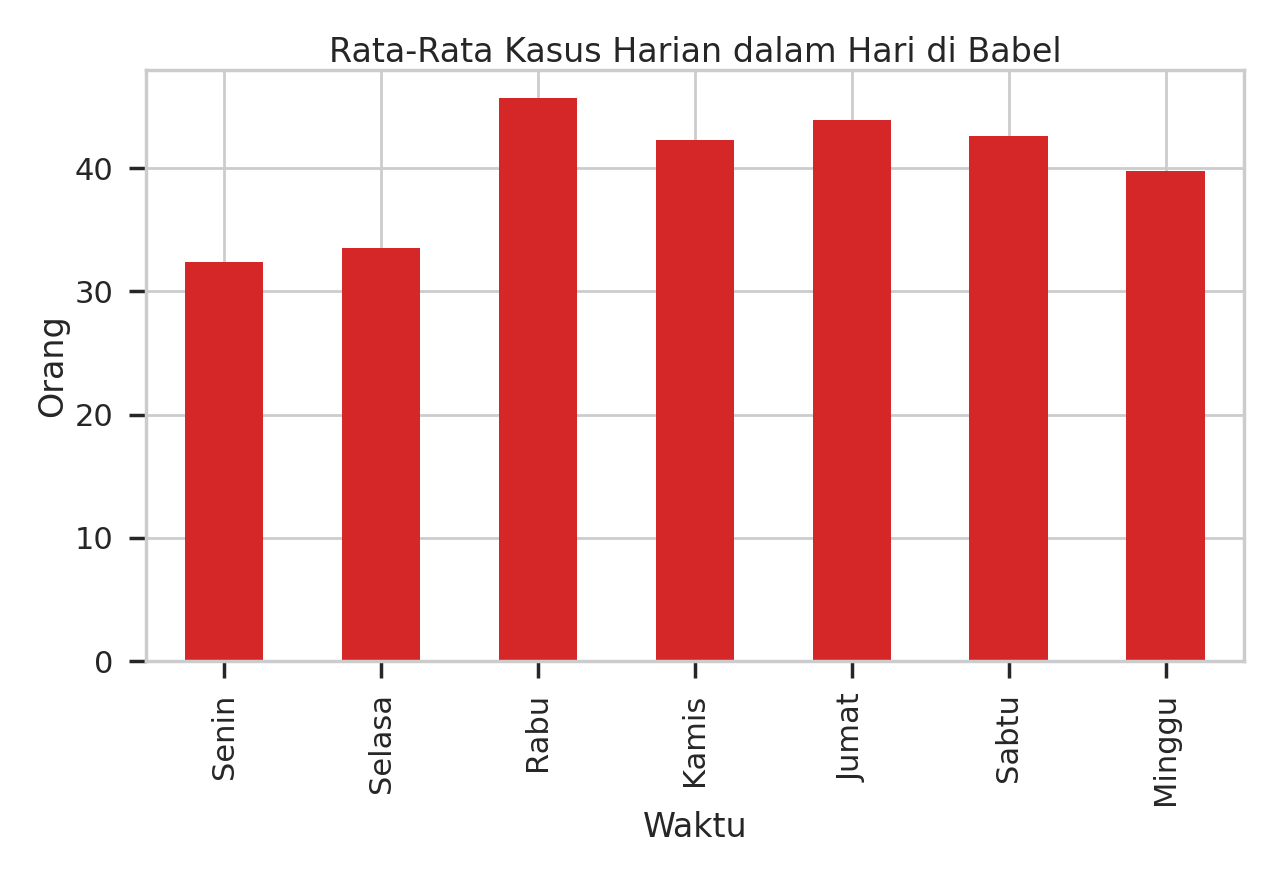 Rata-Rata Kasus Harian dalam Hari di Babel
Orang
40
30
20
10
0
Senin
Selasa
Rabu
Kamis
Jumat
Sabtu
Minggu
Waktu